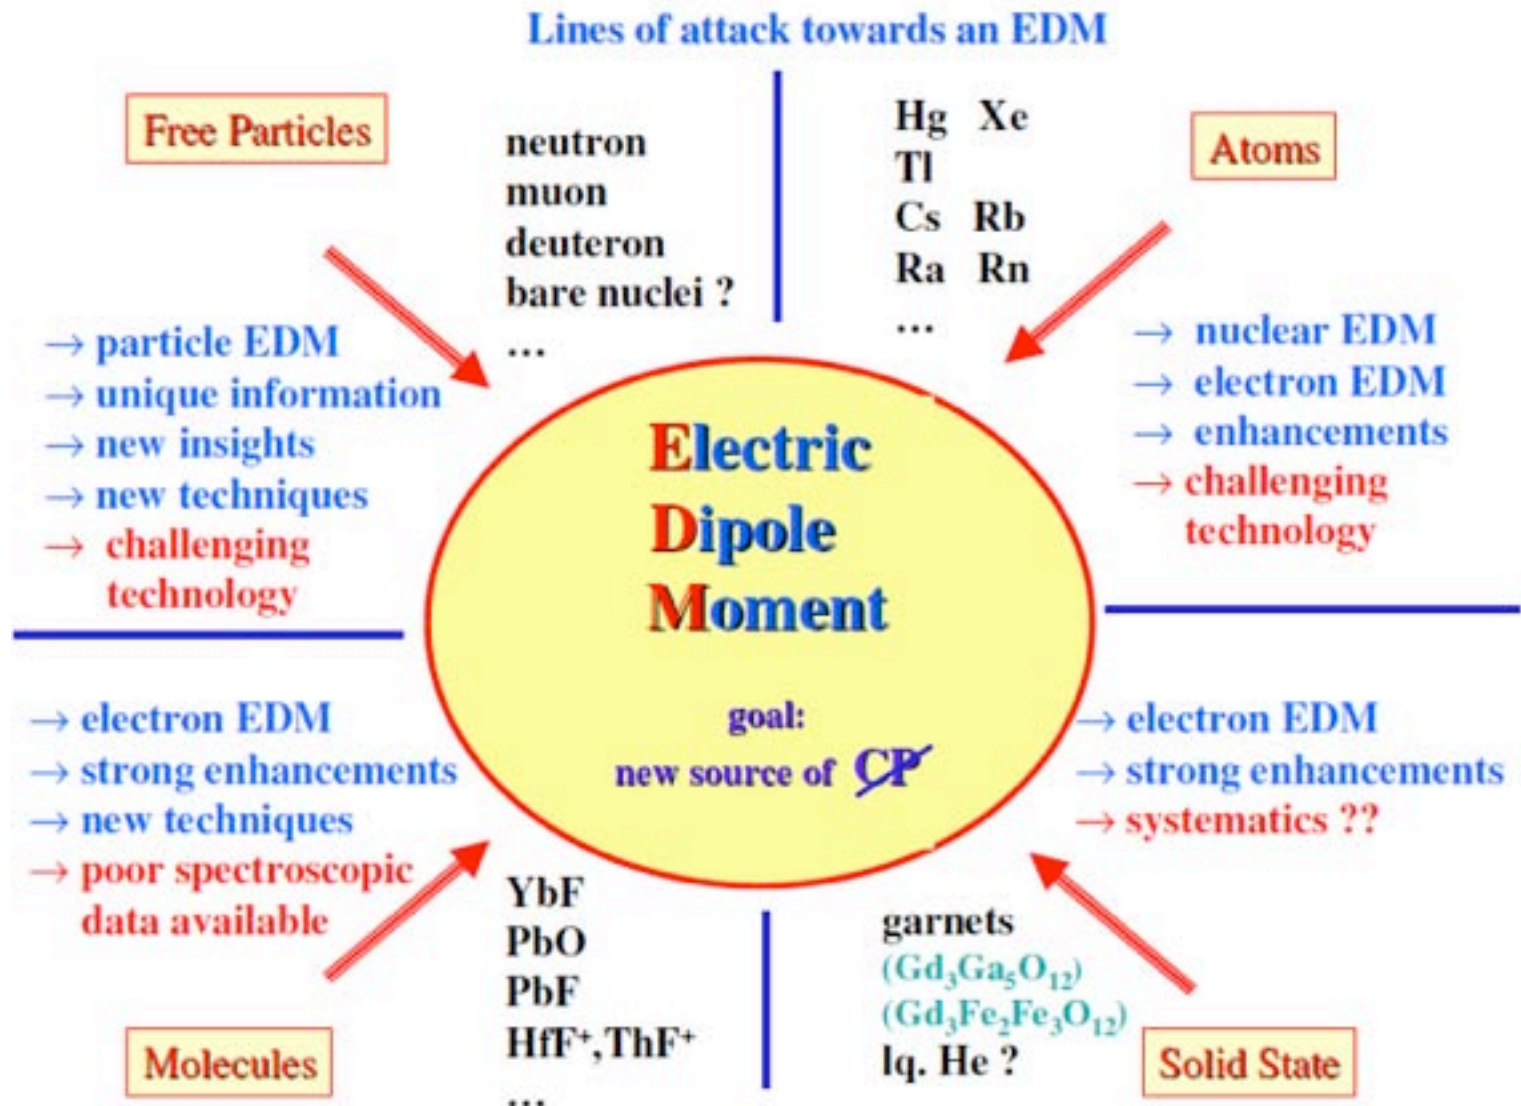 Lines of attack towards an EDM
Free Particles
neutron
muon
deuteron
bare nuclei ?
...
→ particle EDM
→ unique information
→ new insights
→ new techniques
→ challenging
technology
Hg Xe
Tl
Cs Rb
Ra Rn
...
Atoms
→ nuclear EDM
→ electron EDM
→ enhancements
→ challenging
technology
Electric
Dipole
Moment
goal:
new source of CP
→ electron EDM
→ strong enhancements
→ new techniques
→ poor spectroscopic
data available
Molecules
YbF
PbO
PbF
HfF⁺,ThF⁺
...
→ electron EDM
→ strong enhancements
→ systematics ??
garnets
(Gd₃Ga₅O₁₂)
(Gd₃Fe₂Fe₃O₁₂)
lq. He ?
Solid State